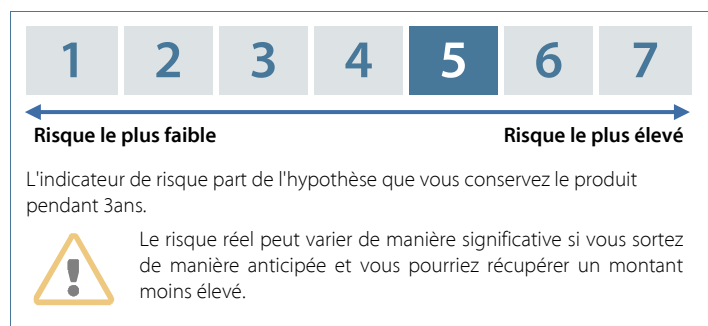 1 2 3 4 5 6 7
Risque le plus faible Risque le plus élevé
L'indicateur de risque part de l'hypothèse que vous conservez le produit
pendant 3ans.
Le risque réel peut varier de manière significative si vous sortez
de manière anticipée et vous pourriez récupérer un montant
moins élevé.